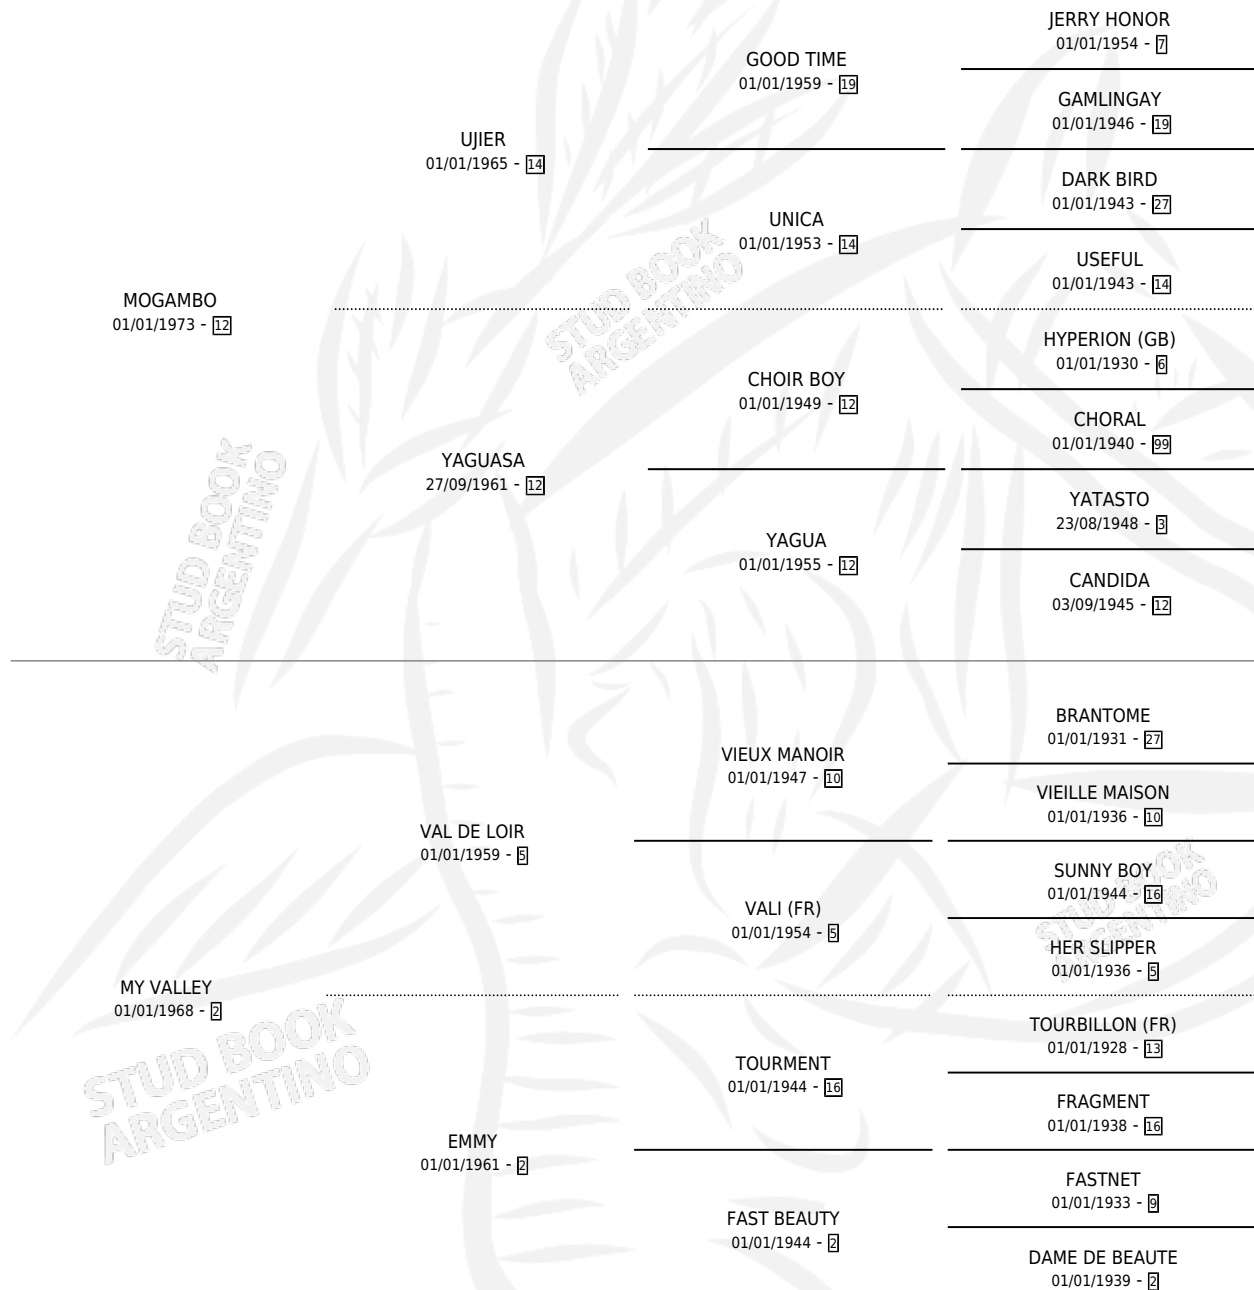 JERRY HONOR
01/01/1954 - 7
GOOD TIME
01/01/1959 - 19
GAMLINGAY
01/01/1946 - 19
UJIER
01/01/1965 - 14
DARK BIRD
01/01/1943 - 27
UNICA
01/01/1953 - 14
USEFUL
01/01/1943 - 14
MOGAMBO
01/01/1973 - 12
HYPERION (GB)
01/01/1930 - 6
CHOIR BOY
01/01/1949 - 12
CHORAL
01/01/1940 - 99
YAGUASA
27/09/1961 - 12
YATASTO
23/08/1948 - 3
YAGUA
01/01/1955 - 12
CANDIDA
03/09/1945 - 12
BRANTOME
01/01/1931 - 27
VIEUX MANOIR
01/01/1947 - 10
VIEILLE MAISON
01/01/1936 - 10
VAL DE LOIR
01/01/1959 - 5
SUNNY BOY
01/01/1944 - 16
VALI (FR)
01/01/1954 - 5
HER SLIPPER
01/01/1936 - 5
MY VALLEY
01/01/1968 - 2
TOURBILLON (FR)
01/01/1928 - 13
TOURMENT
01/01/1944 - 16
FRAGMENT
01/01/1938 - 16
EMMY
01/01/1961 - 2
FASTNET
01/01/1933 - 9
FAST BEAUTY
01/01/1944 - 2
DAME DE BEAUTE
01/01/1939 - 2
STUD BOOK
ARGENTINO
STUD BOOK
ARGENTINO
STUD BOOK
ARGENTINO
STUD BOOK
ARGENTINO